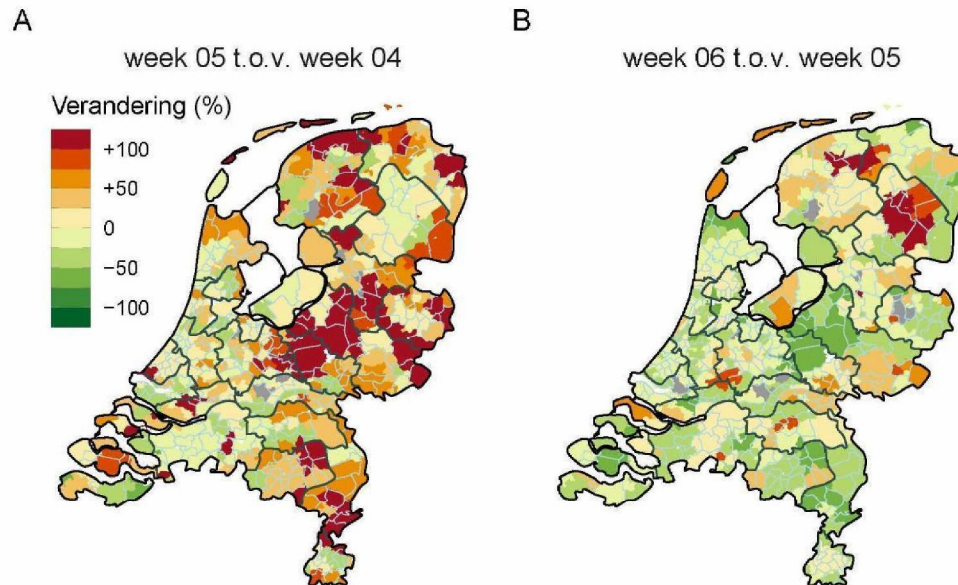 A
week 05 t.o.v. week 04
Verandering (%)
+100
+50
0
−50
−100
B
week 06 t.o.v. week 05